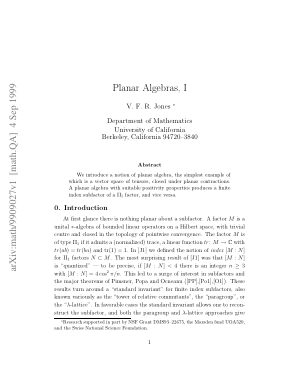 arXiv:math/9909027v1 [math.QA] 4 Sep 1999
Planar Algebras, I
V. F. R. Jones *
Department of Mathematics
University of California
Berkeley, California 94720–3840
Abstract
We introduce a notion of planar algebra, the simplest example of
which is a vector space of tensors, closed under planar contractions.
A planar algebra with suitable positivity properties produces a finite
index subfactor of a II₁ factor, and vice versa.
0. Introduction
At first glance there is nothing planar about a subfactor. A factor M is a
unital *-algebra of bounded linear operators on a Hilbert space, with trivial
centre and closed in the topology of pointwise convergence. The factor M is
of type II₁ if it admits a (normalized) trace, a linear function tr: M → ℂ with
tr(ab) = tr(ba) and tr(1) = 1. In [J1] we defined the notion of index [M : N]
for II₁ factors N ⊂ M. The most surprising result of [J1] was that [M : N]
is "quantized" — to be precise, if [M : N] < 4 there is an integer n ≥ 3
with [M : N] = 4 cos² π/n. This led to a surge of interest in subfactors and
the major theorems of Pimsner, Popa and Ocneanu ([PP],[Po1],[O1]). These
results turn around a "standard invariant" for finite index subfactors, also
known variously as the "tower of relative commutants", the "paragroup", or
the "λ-lattice". In favorable cases the standard invariant allows one to recon-
struct the subfactor, and both the paragroup and λ-lattice approaches give
*Research supported in part by NSF Grant DMS93–22675, the Marsden fund UOA520,
and the Swiss National Science Foundation.
1